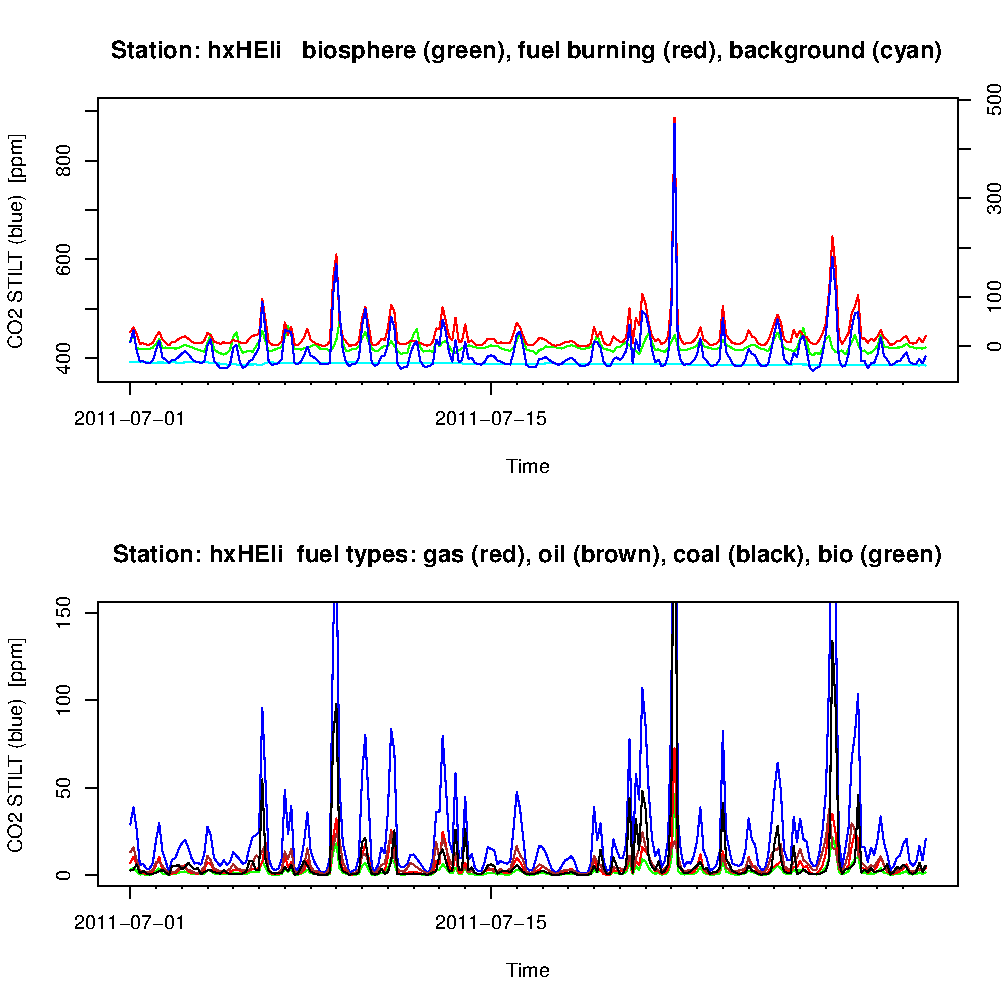 Station: hxHEIi   biosphere (green), fuel burning (red), background (cyan)
CO2 STILT (blue)  [ppm]
800
600
400
500
300
100
0
2011−07−01
2011−07−15
Time
Station: hxHEIi  fuel types: gas (red), oil (brown), coal (black), bio (green)
CO2 STILT (blue)  [ppm]
150
100
50
0
2011−07−01
2011−07−15
Time